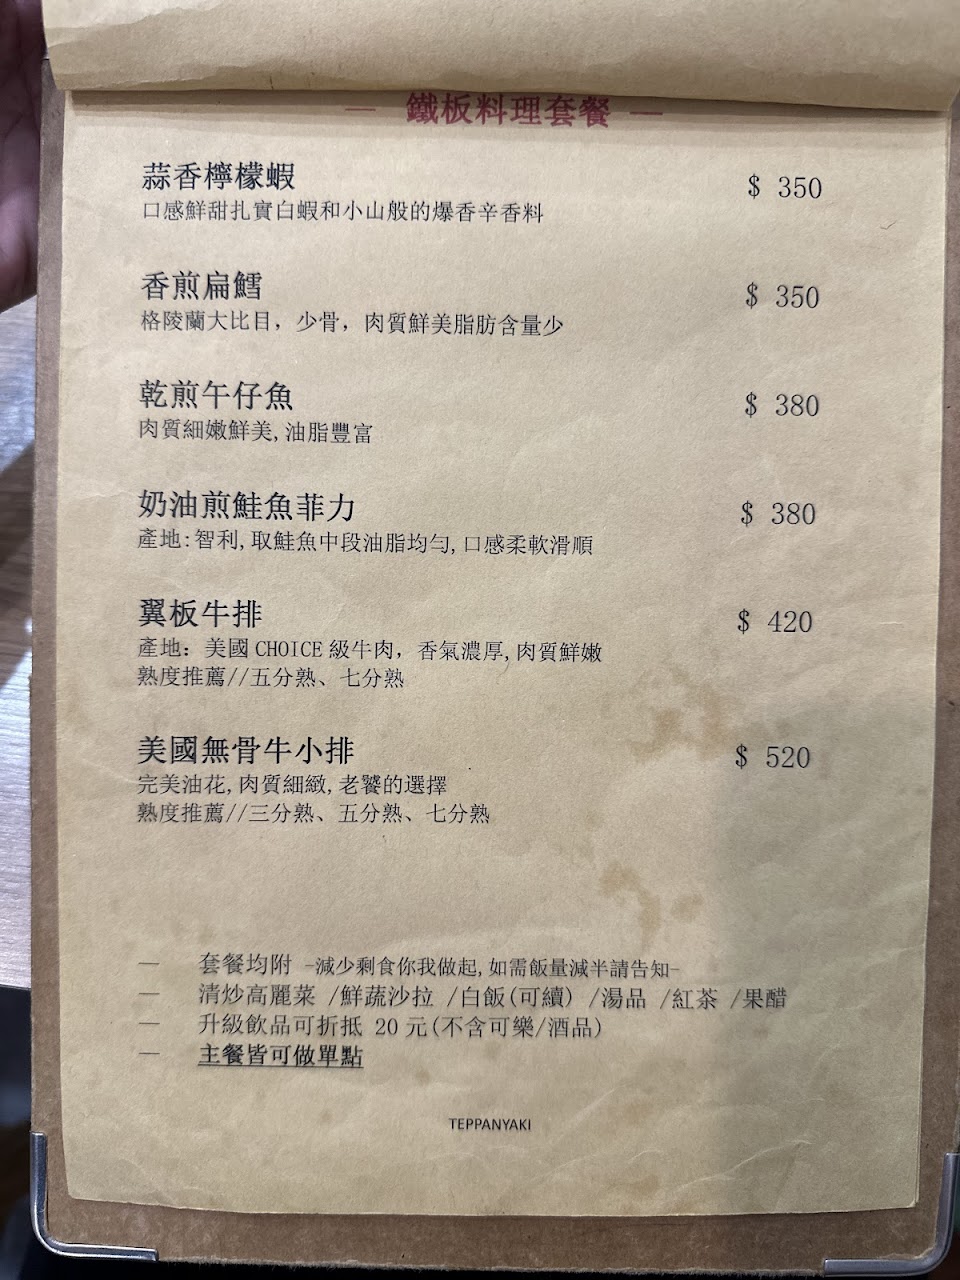 — 鐵板料理套餐 —
蒜香檸檬蝦 $ 350
口感鮮甜扎實白蝦和小山般的爆香辛香料
香煎扁鱈 $ 350
格陵蘭大比目，少骨，肉質鮮美脂肪含量少
乾煎午仔魚 $ 380
肉質細嫩鮮美,油脂豐富
奶油煎鮭魚菲力 $ 380
產地:智利,取鮭魚中段油脂均勻,口感柔軟滑順
翼板牛排 $ 420
產地：美國 CHOICE 級牛肉，香氣濃厚,肉質鮮嫩
熟度推薦//五分熟、七分熟
美國無骨牛小排 $ 520
完美油花,肉質細緻,老饕的選擇
熟度推薦//三分熟、五分熟、七分熟
— 套餐均附 -減少剩食你我做起,如需飯量減半請告知-
— 清炒高麗菜 /鮮蔬沙拉 /白飯(可續) /湯品 /紅茶 /果醋
— 升級飲品可折抵 20 元(不含可樂/酒品)
— 主餐皆可做單點
TEPPANYAKI